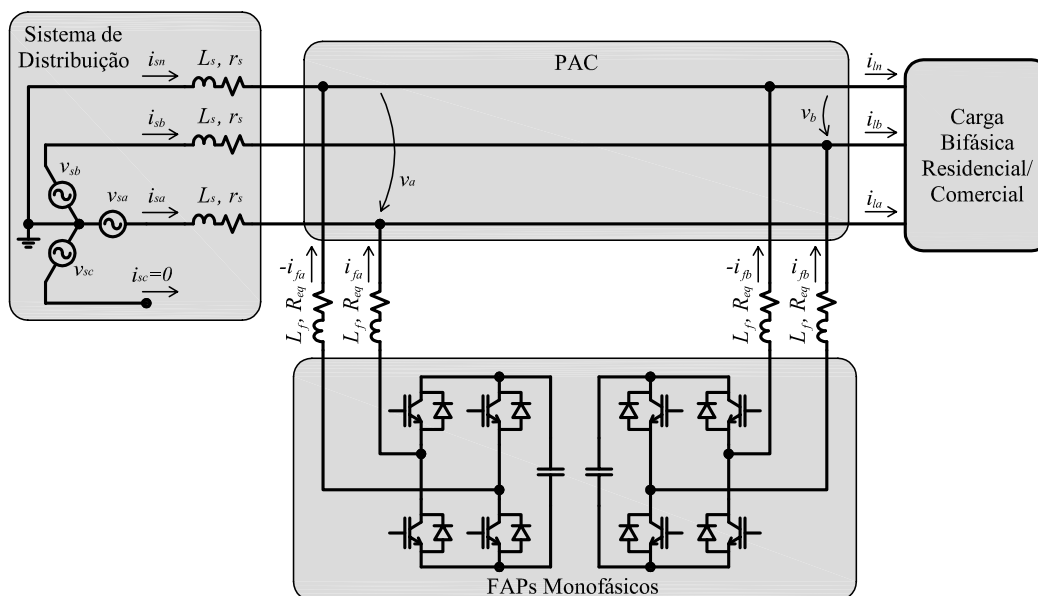 Sistema de
Distribuição
PAC
i_sn
L_s, r_s
i_sb
L_s, r_s
v_sb
v_sa
i_sa
L_s, r_s
v_sc
i_sc=0
v_a
v_b
i_ln
i_lb
i_la
Carga
Bifásica
Residencial/
Comercial
-i_fa
i_fa
-i_fb
i_fb
L_f, R_eq
L_f, R_eq
L_f, R_eq
L_f, R_eq
FAPs Monofásicos